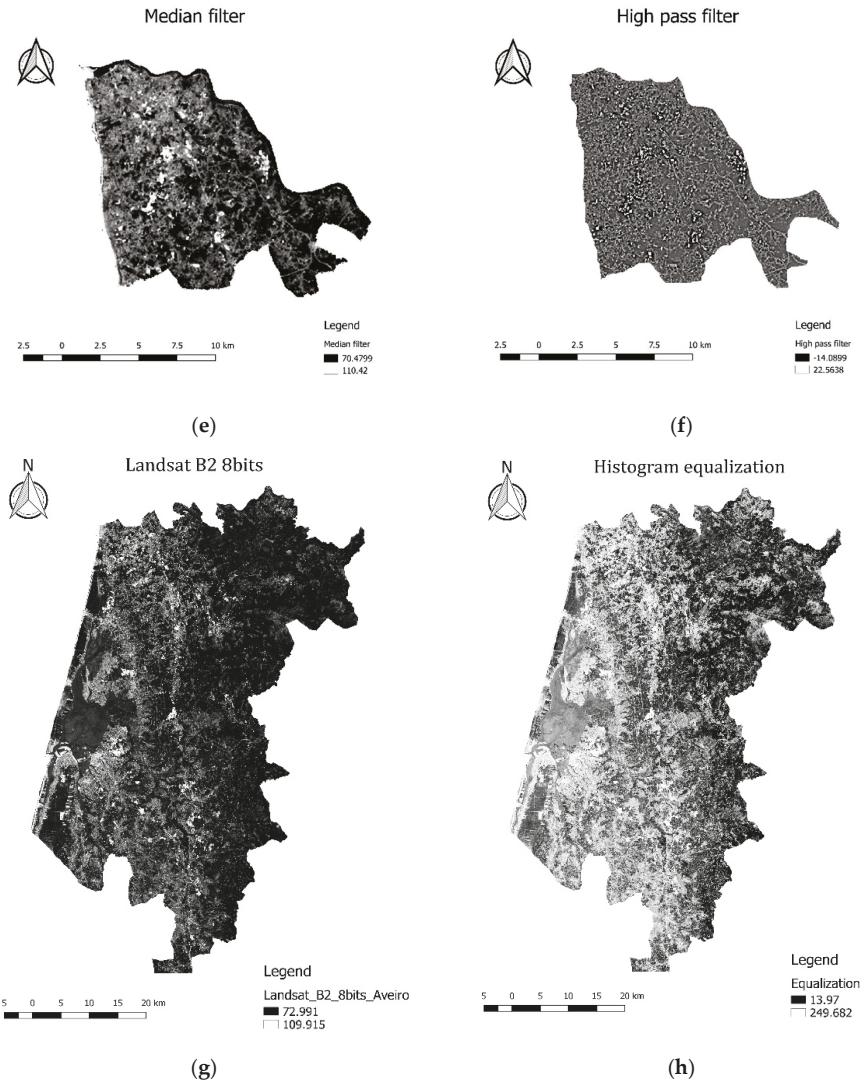 Median filter
High pass filter
2.5 0 2.5 5 7.5 10 km
Legend
Median filter
70.4799
110.42
2.5 0 2.5 5 7.5 10 km
Legend
High pass filter
-14.0899
22.5638
(e)
(f)
N
Landsat B2 8bits
N
Histogram equalization
5 0 5 10 15 20 km
Legend
Landsat_B2_8bits_Aveiro
72.991
109.915
5 0 5 10 15 20 km
Legend
Equalization
13.97
249.682
(g)
(h)